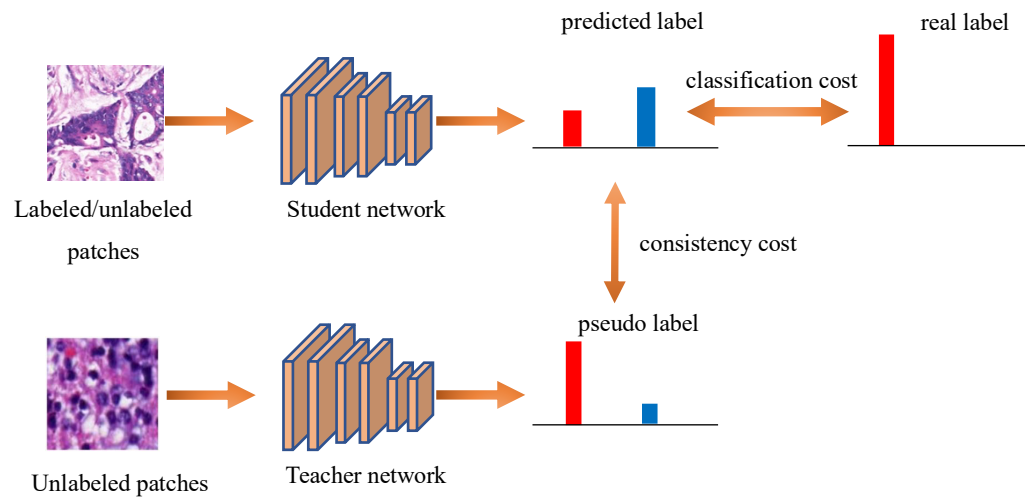 predicted label
real label
classification cost
Labeled/unlabeled
patches
Student network
consistency cost
pseudo label
Unlabeled patches
Teacher network